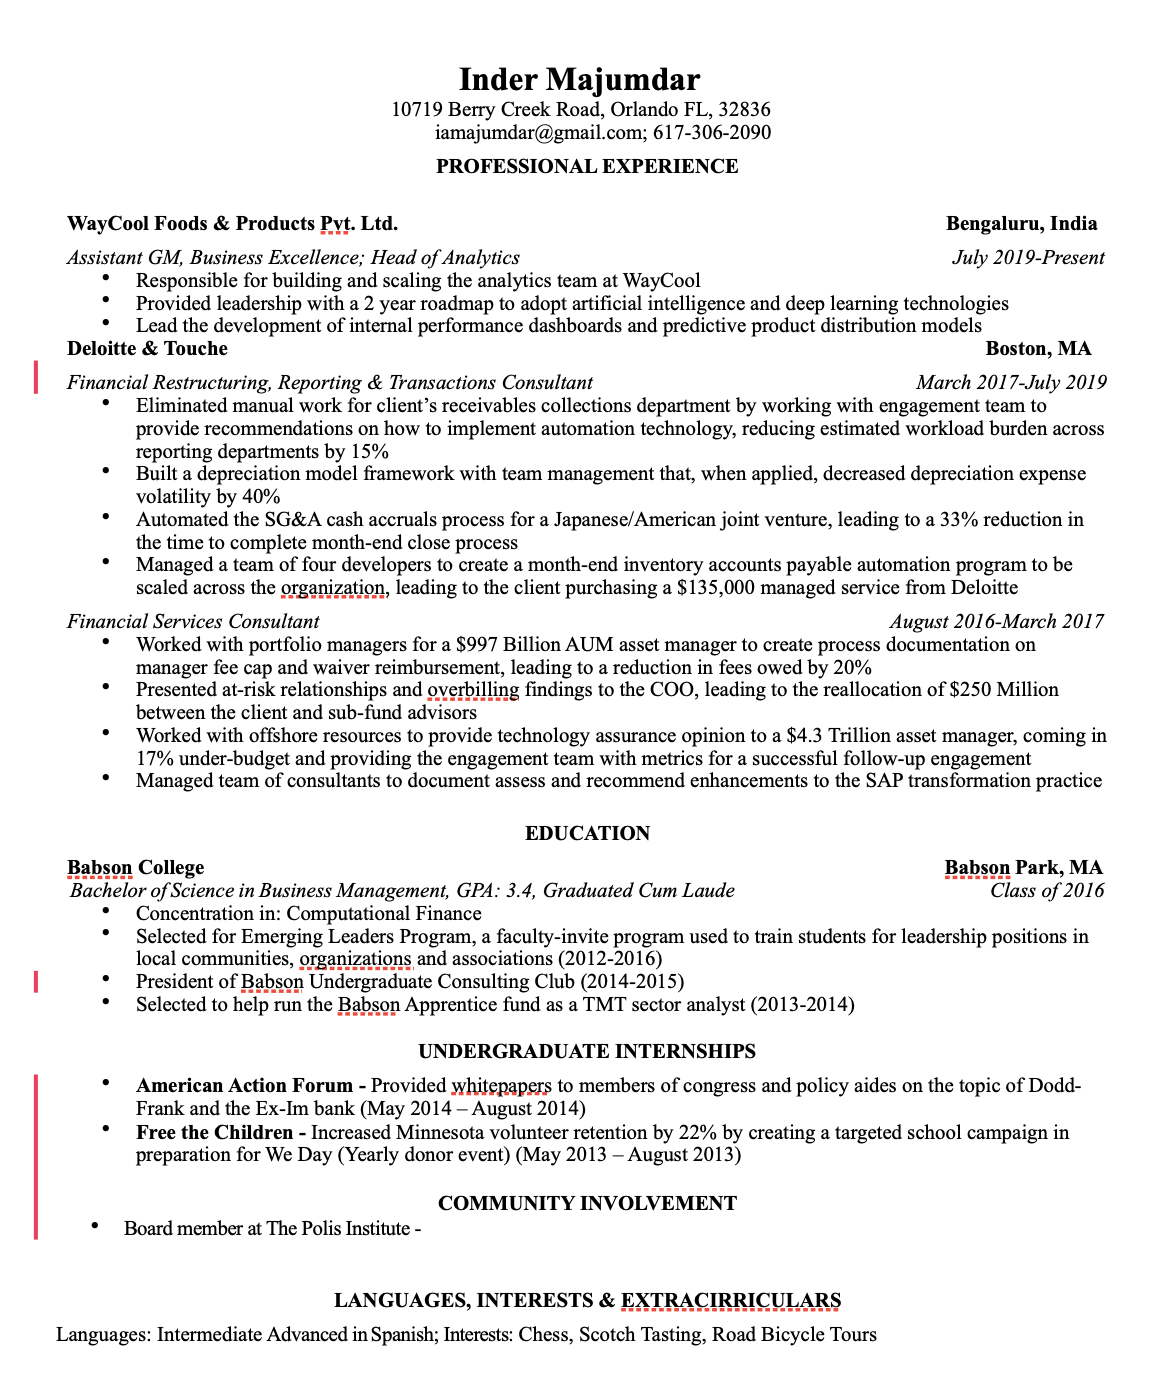 Inder Majumdar
10719 Berry Creek Road, Orlando FL, 32836
iamajumdar@gmail.com; 617-306-2090
PROFESSIONAL EXPERIENCE
WayCool Foods & Products Pvt. Ltd. Bengaluru, India
Assistant GM, Business Excellence; Head of Analytics July 2019-Present
• Responsible for building and scaling the analytics team at WayCool
• Provided leadership with a 2 year roadmap to adopt artificial intelligence and deep learning technologies
• Lead the development of internal performance dashboards and predictive product distribution models
Deloitte & Touche Boston, MA
Financial Restructuring, Reporting & Transactions Consultant March 2017-July 2019
• Eliminated manual work for client’s receivables collections department by working with engagement team to
provide recommendations on how to implement automation technology, reducing estimated workload burden across
reporting departments by 15%
• Built a depreciation model framework with team management that, when applied, decreased depreciation expense
volatility by 40%
• Automated the SG&A cash accruals process for a Japanese/American joint venture, leading to a 33% reduction in
the time to complete month-end close process
• Managed a team of four developers to create a month-end inventory accounts payable automation program to be
scaled across the organization, leading to the client purchasing a $135,000 managed service from Deloitte
Financial Services Consultant August 2016-March 2017
• Worked with portfolio managers for a $997 Billion AUM asset manager to create process documentation on
manager fee cap and waiver reimbursement, leading to a reduction in fees owed by 20%
• Presented at-risk relationships and overbilling findings to the COO, leading to the reallocation of $250 Million
between the client and sub-fund advisors
• Worked with offshore resources to provide technology assurance opinion to a $4.3 Trillion asset manager, coming in
17% under-budget and providing the engagement team with metrics for a successful follow-up engagement
• Managed team of consultants to document assess and recommend enhancements to the SAP transformation practice
EDUCATION
Babson College Babson Park, MA
Bachelor of Science in Business Management, GPA: 3.4, Graduated Cum Laude Class of 2016
• Concentration in: Computational Finance
• Selected for Emerging Leaders Program, a faculty-invite program used to train students for leadership positions in
local communities, organizations and associations (2012-2016)
• President of Babson Undergraduate Consulting Club (2014-2015)
• Selected to help run the Babson Apprentice fund as a TMT sector analyst (2013-2014)
UNDERGRADUATE INTERNSHIPS
• American Action Forum - Provided whitepapers to members of congress and policy aides on the topic of Dodd-
Frank and the Ex-Im bank (May 2014 – August 2014)
• Free the Children - Increased Minnesota volunteer retention by 22% by creating a targeted school campaign in
preparation for We Day (Yearly donor event) (May 2013 – August 2013)
COMMUNITY INVOLVEMENT
• Board member at The Polis Institute -
LANGUAGES, INTERESTS & EXTRACIRRICULARS
Languages: Intermediate Advanced in Spanish; Interests: Chess, Scotch Tasting, Road Bicycle Tours